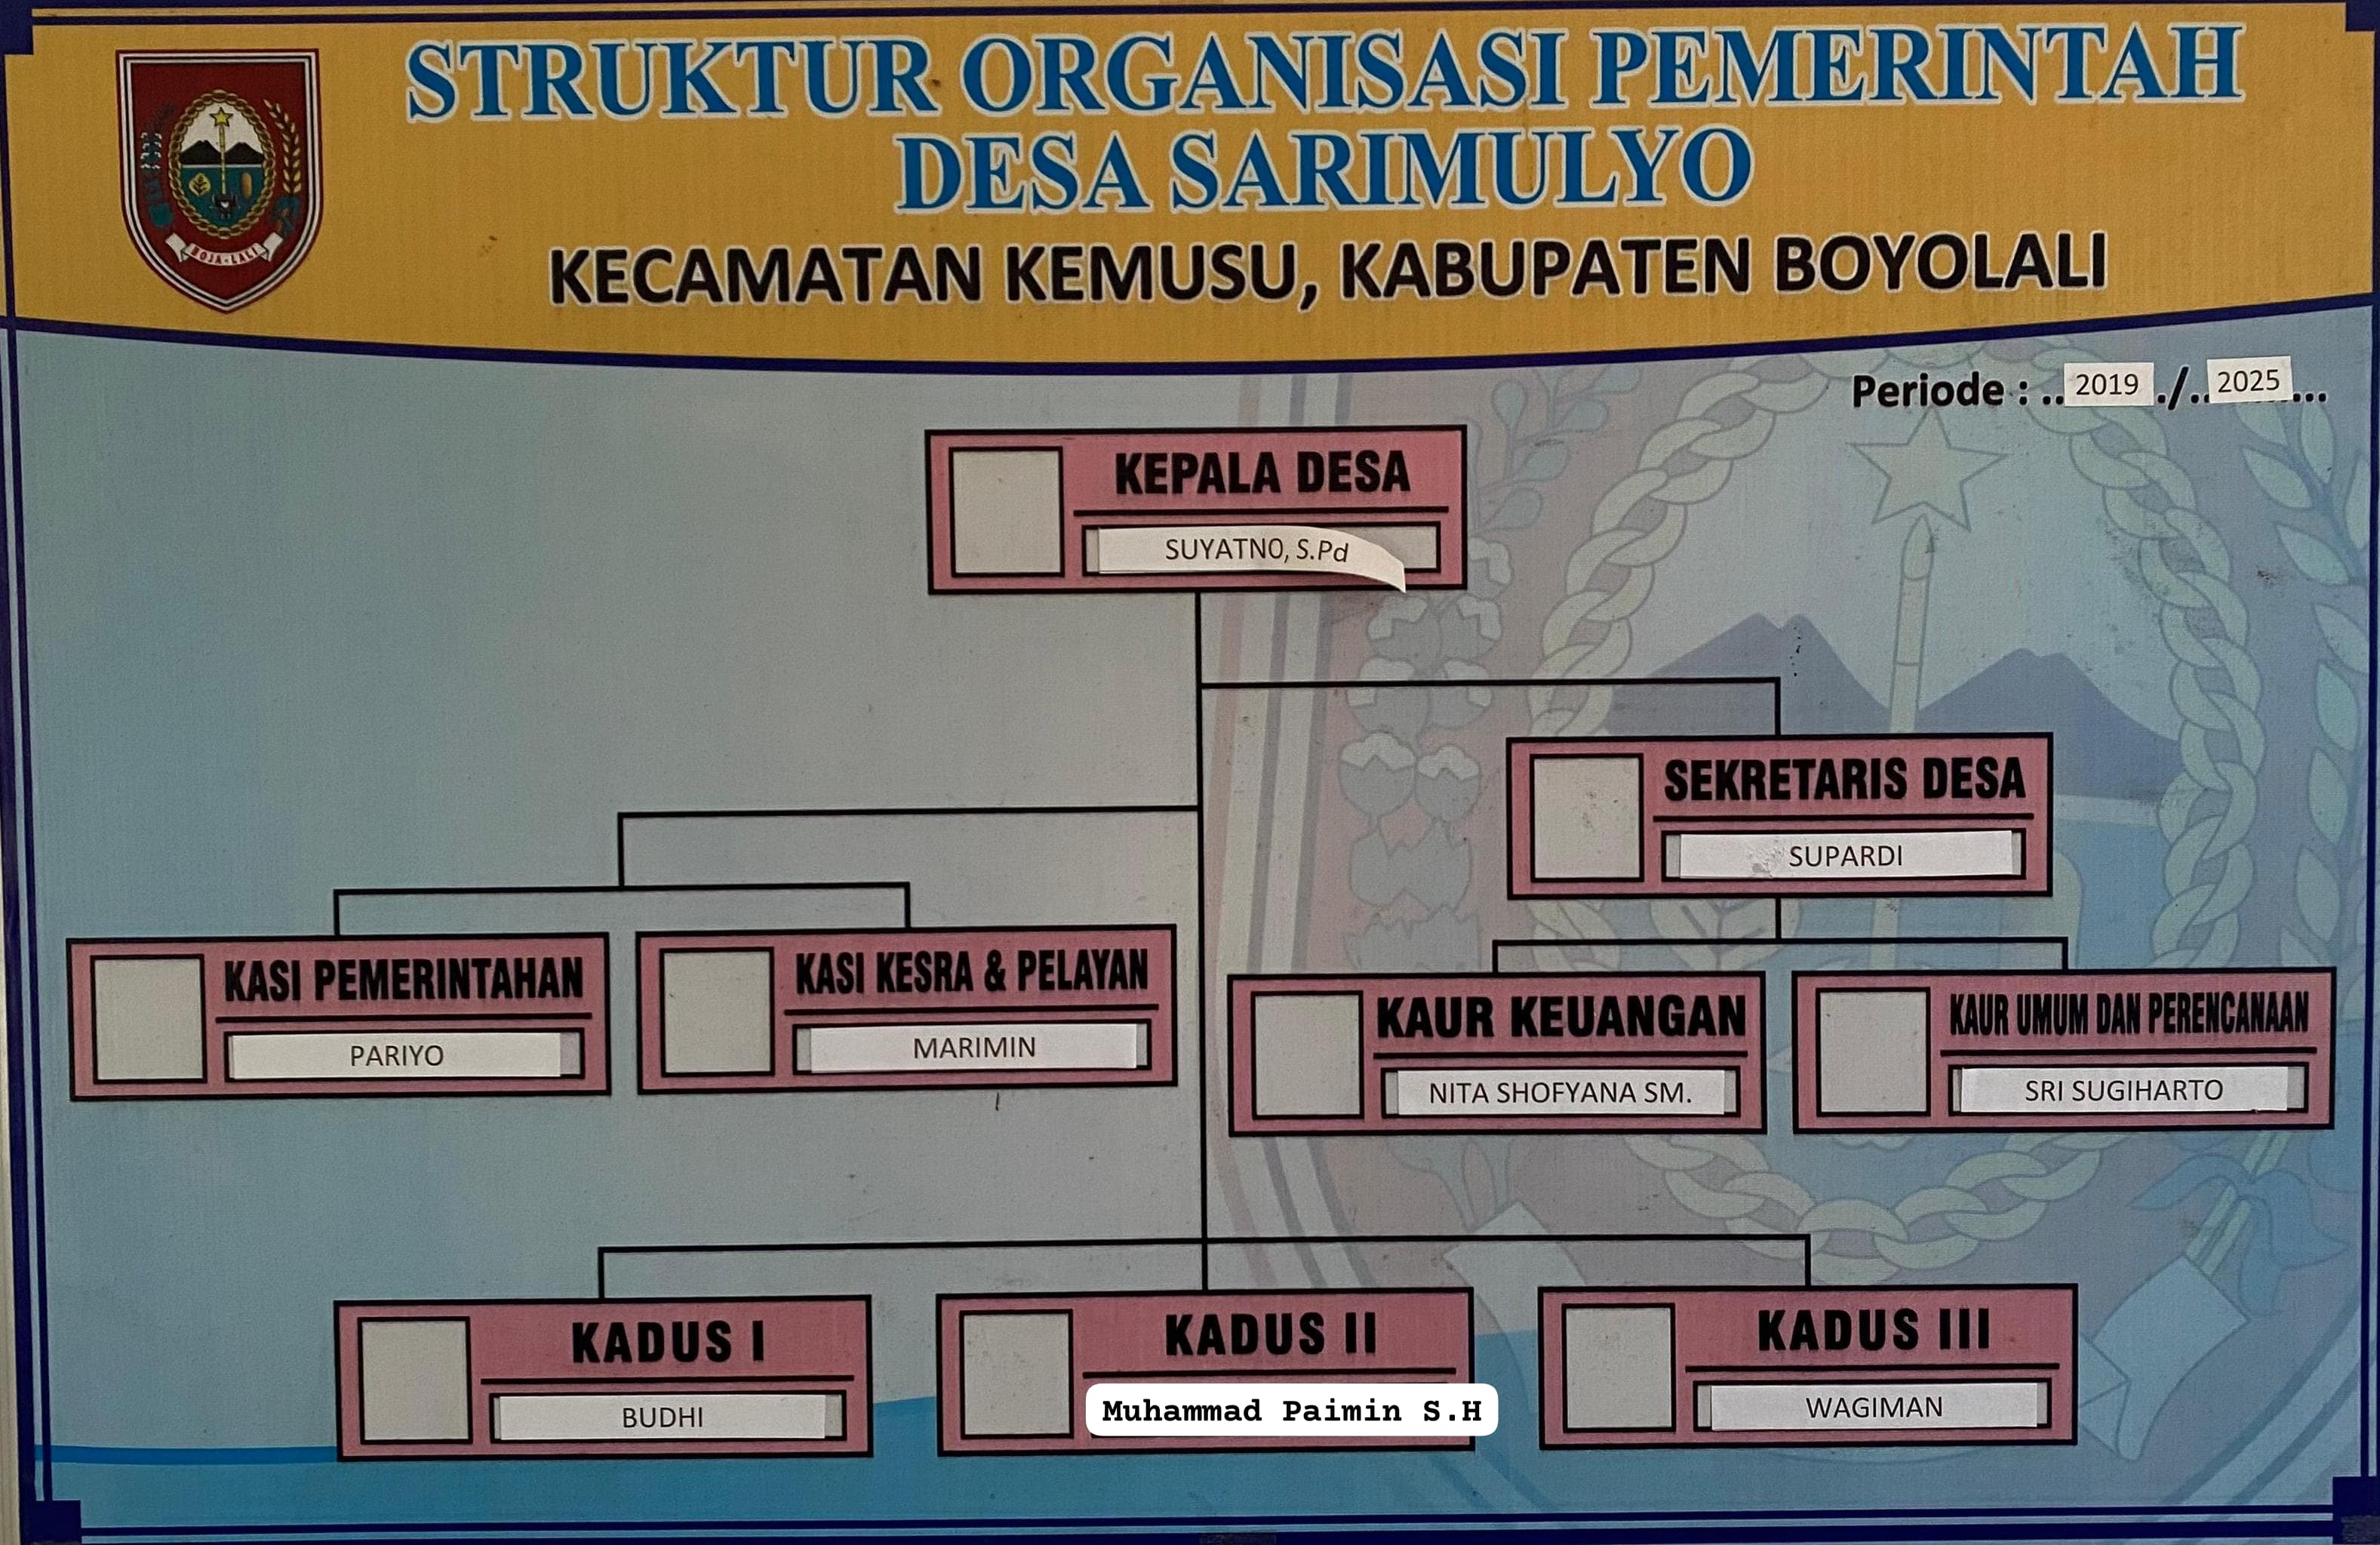 STRUKTUR ORGANISASI PEMERINTAH
DESA SARIMULYO
KECAMATAN KEMUSU, KABUPATEN BOYOLALI
BOJA-LALI
Periode : ..2019./..2025...
KEPALA DESA
SUYATNO, S.Pd
SEKRETARIS DESA
SUPARDI
KASI PEMERINTAHAN
PARIYO
KASI KESRA & PELAYAN
MARIMIN
KAUR KEUANGAN
NITA SHOFYANA SM.
KAUR UMUM DAN PERENCANAAN
SRI SUGIHARTO
KADUS I
BUDHI
KADUS II
Muhammad Paimin S.H
KADUS III
WAGIMAN